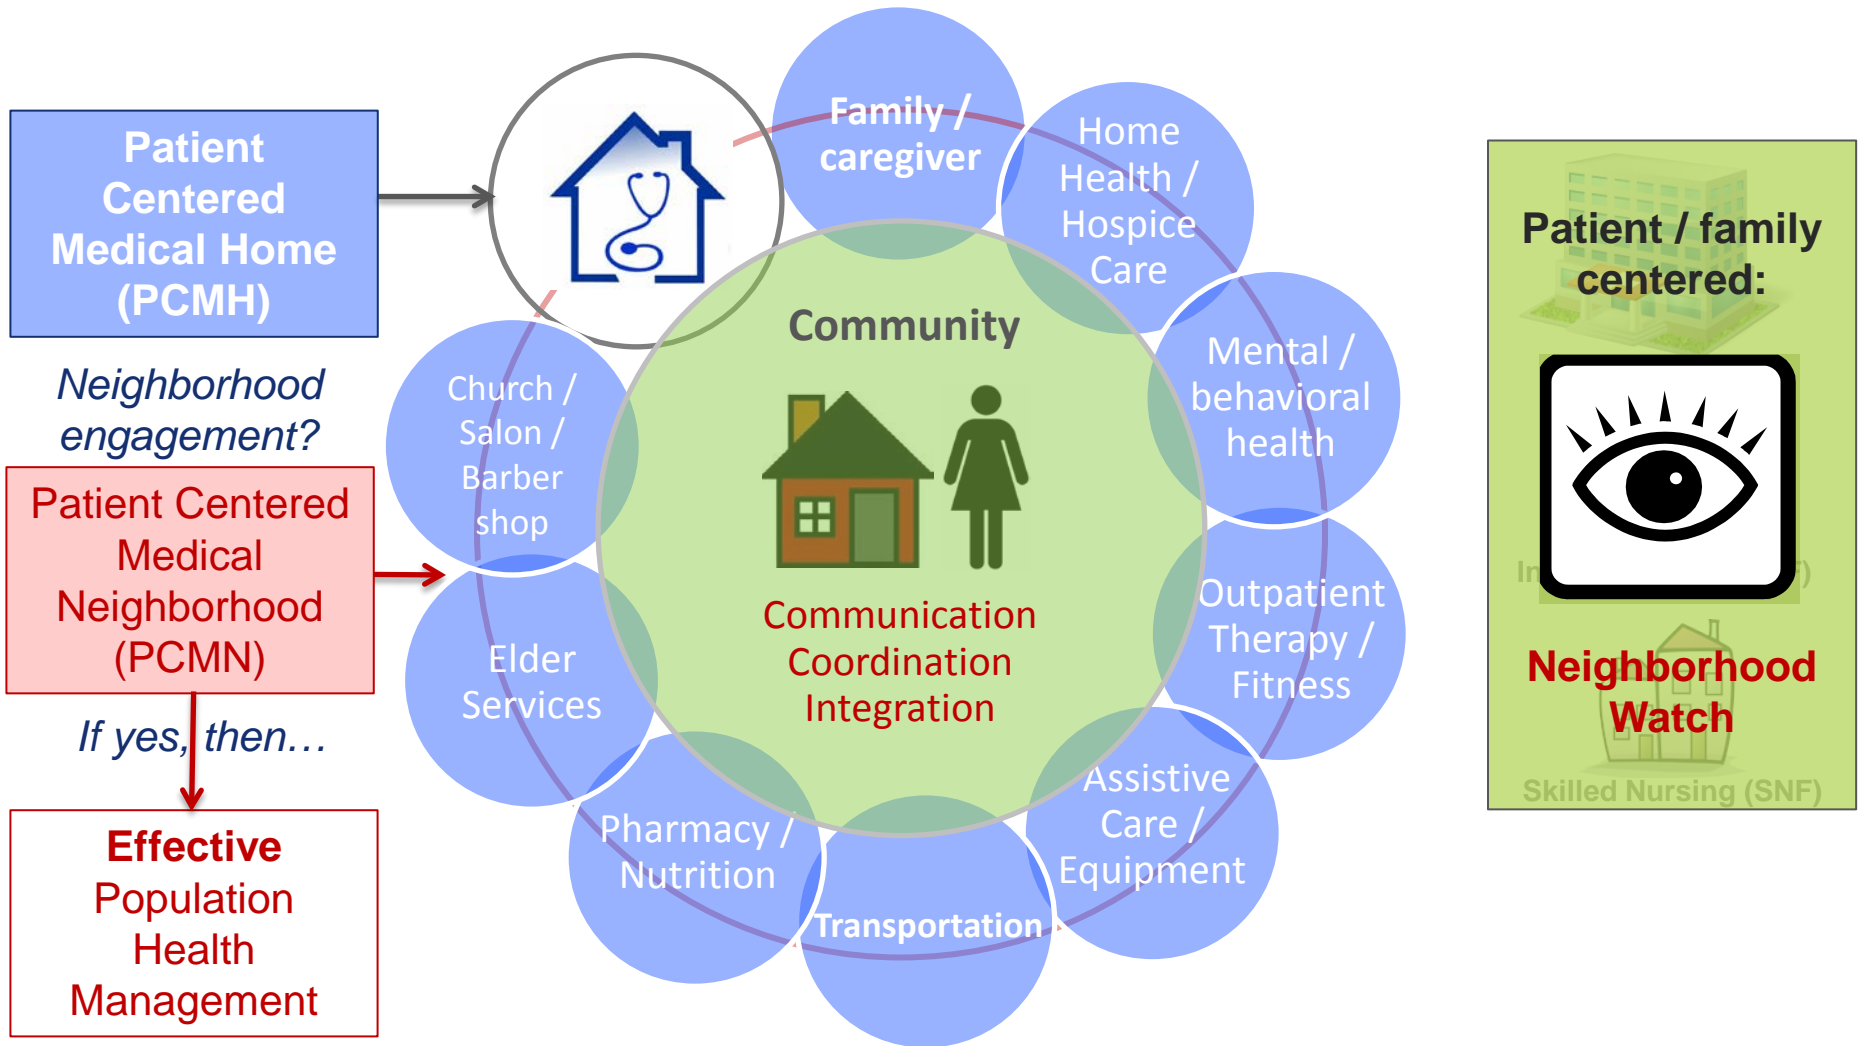 Patient
Centered
Medical Home
(PCMH)
Neighborhood
engagement?
Patient Centered
Medical
Neighborhood
(PCMN)
If yes, then…
Effective
Population
Health
Management
Family /
caregiver
Home
Health /
Hospice
Care
Mental /
behavioral
health
Outpatient
Therapy /
Fitness
Assistive
Care /
Equipment
Transportation
Pharmacy /
Nutrition
Elder
Services
Church /
Salon /
Barber
shop
Community
Communication
Coordination
Integration
Patient / family
centered:
Neighborhood
Watch
Skilled Nursing (SNF)